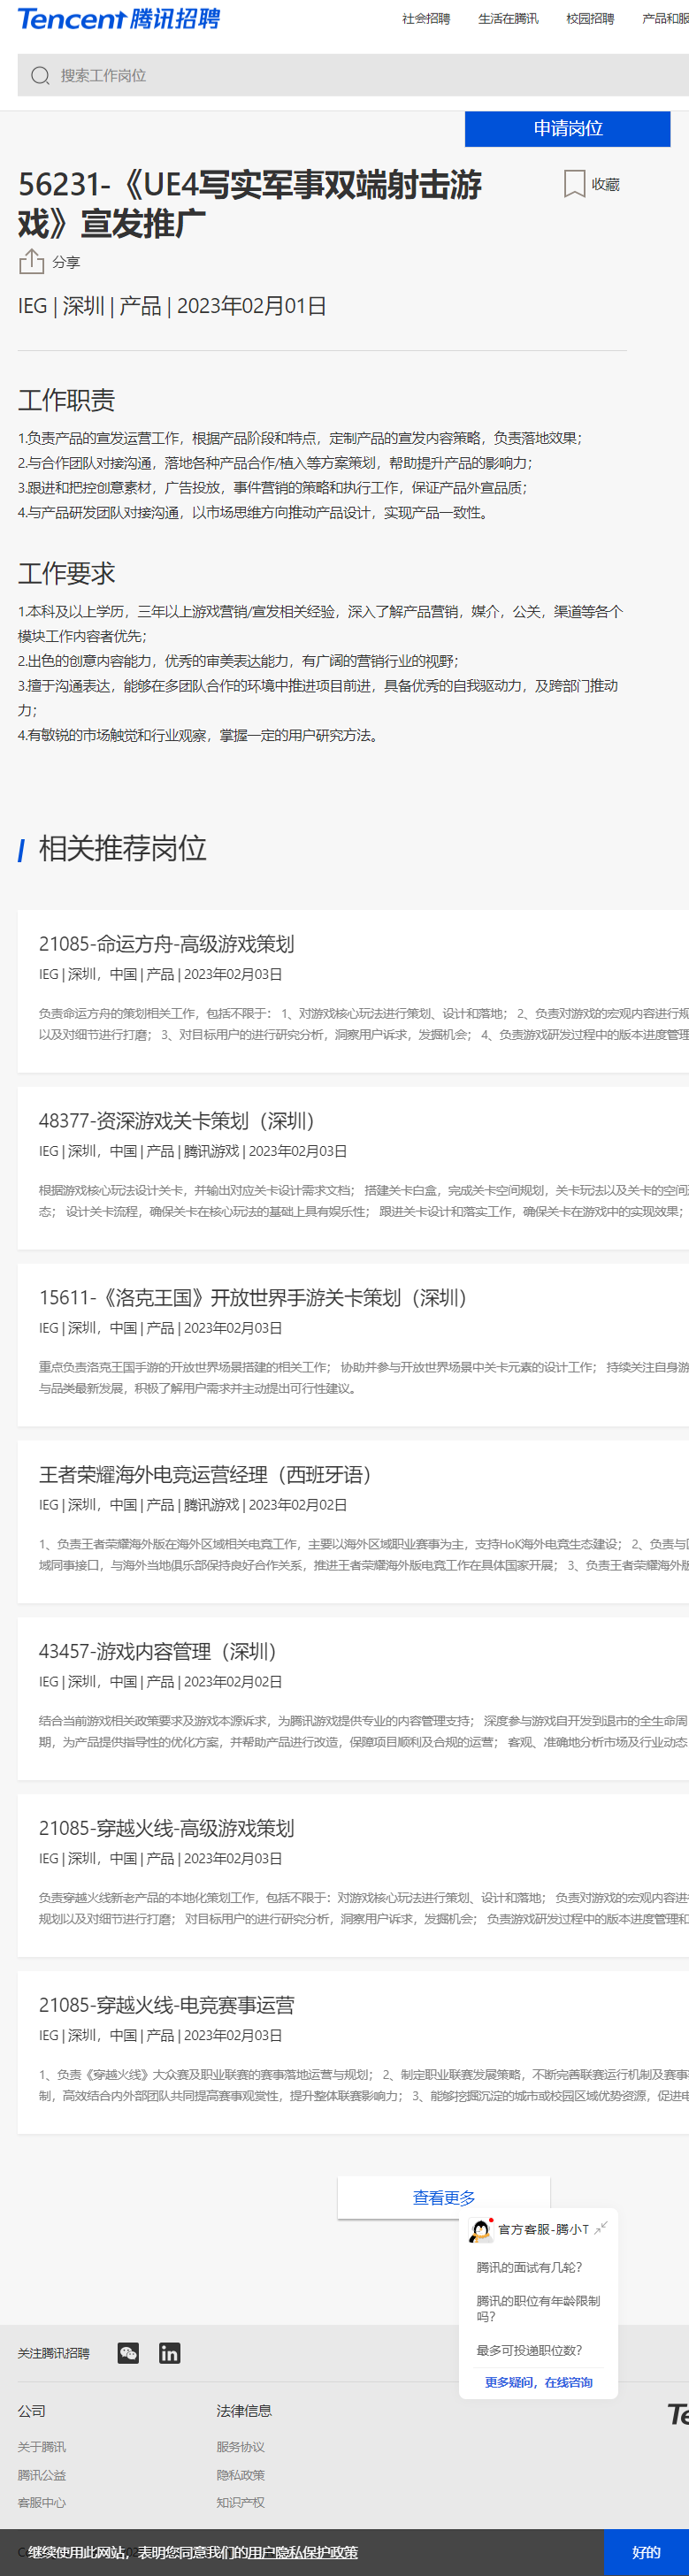 Tencent 腾讯招聘
社会招聘 生活在腾讯 校园招聘 产品和服
搜索工作岗位
申请岗位
56231-《UE4写实军事双端射击游
戏》宣发推广
收藏
分享
IEG | 深圳 | 产品 | 2023年02月01日
工作职责
1.负责产品的宣发运营工作，根据产品阶段和特点，定制产品的宣发内容策略，负责落地效果；
2.与合作团队对接沟通，落地各种产品合作/植入等方案策划，帮助提升产品的影响力；
3.跟进和把控创意素材，广告投放，事件营销的策略和执行工作，保证产品外宣品质；
4.与产品研发团队对接沟通，以市场思维方向推动产品设计，实现产品一致性。
工作要求
1.本科及以上学历，三年以上游戏营销/宣发相关经验，深入了解产品营销，媒介，公关，渠道等各个
模块工作内容者优先；
2.出色的创意内容能力，优秀的审美表达能力，有广阔的营销行业的视野；
3.擅于沟通表达，能够在多团队合作的环境中推进项目前进，具备优秀的自我驱动力，及跨部门推动
力；
4.有敏锐的市场触觉和行业观察，掌握一定的用户研究方法。
相关推荐岗位
21085-命运方舟-高级游戏策划
IEG | 深圳，中国 | 产品 | 2023年02月03日
负责命运方舟的策划相关工作，包括不限于： 1、对游戏核心玩法进行策划、设计和落地； 2、负责对游戏的宏观内容进行规
以及对细节进行打磨； 3、对目标用户的进行研究分析，洞察用户诉求，发掘机会； 4、负责游戏研发过程中的版本进度管理
48377-资深游戏关卡策划（深圳）
IEG | 深圳，中国 | 产品 | 腾讯游戏 | 2023年02月03日
根据游戏核心玩法设计关卡，并输出对应关卡设计需求文档； 搭建关卡白盒，完成关卡空间规划，关卡玩法以及关卡的空间
态； 设计关卡流程，确保关卡在核心玩法的基础上具有娱乐性； 跟进关卡设计和落实工作，确保关卡在游戏中的实现效果；
15611-《洛克王国》开放世界手游关卡策划（深圳）
IEG | 深圳，中国 | 产品 | 2023年02月03日
重点负责洛克王国手游的开放世界场景搭建的相关工作； 协助并参与开放世界场景中关卡元素的设计工作； 持续关注自身游
与品类最新发展，积极了解用户需求并主动提出可行性建议。
王者荣耀海外电竞运营经理（西班牙语）
IEG | 深圳，中国 | 产品 | 腾讯游戏 | 2023年02月02日
1、负责王者荣耀海外版在海外区域相关电竞工作，主要以海外区域职业赛事为主，支持HoK海外电竞生态建设； 2、负责与
域同事接口，与海外当地俱乐部保持良好合作关系，推进王者荣耀海外版电竞工作在具体国家开展； 3、负责王者荣耀海外版
43457-游戏内容管理（深圳）
IEG | 深圳，中国 | 产品 | 2023年02月02日
结合当前游戏相关政策要求及游戏本源诉求，为腾讯游戏提供专业的内容管理支持； 深度参与游戏自开发到退市的全生命周
期，为产品提供指导性的优化方案，并帮助产品进行改造，保障项目顺利及合规的运营； 客观、准确地分析市场及行业动态
21085-穿越火线-高级游戏策划
IEG | 深圳，中国 | 产品 | 2023年02月03日
负责穿越火线新老产品的本地化策划工作，包括不限于：对游戏核心玩法进行策划、设计和落地； 负责对游戏的宏观内容进
规划以及对细节进行打磨； 对目标用户的进行研究分析，洞察用户诉求，发掘机会； 负责游戏研发过程中的版本进度管理和
21085-穿越火线-电竞赛事运营
IEG | 深圳，中国 | 产品 | 2023年02月03日
1、负责《穿越火线》大众赛及职业联赛的赛事落地运营与规划； 2、制定职业联赛发展策略，不断完善联赛运行机制及赛事
制，高效结合内外部团队共同提高赛事观赏性，提升整体联赛影响力； 3、能够挖掘沉淀的城市或校园区域优势资源，促进电
查看更多
官方客服-腾小T
腾讯的面试有几轮？
腾讯的职位有年龄限制
吗？
最多可投递职位数？
更多疑问，在线咨询
关注腾讯招聘
公司 法律信息
Te
关于腾讯 服务协议
腾讯公益 隐私政策
客服中心 知识产权
继续使用此网站，表明您同意我们的用户隐私保护政策
好的